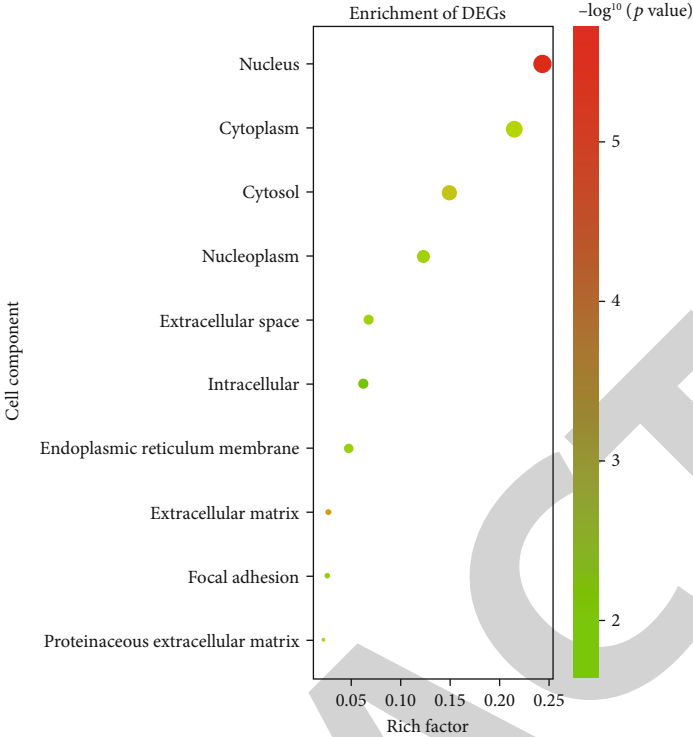 Enrichment of DEGs
–log¹⁰ (p value)
Cell component
Nucleus
Cytoplasm
Cytosol
Nucleoplasm
Extracellular space
Intracellular
Endoplasmic reticulum membrane
Extracellular matrix
Focal adhesion
Proteinaceous extracellular matrix
5
4
3
2
0.05 0.10 0.15 0.20 0.25
Rich factor